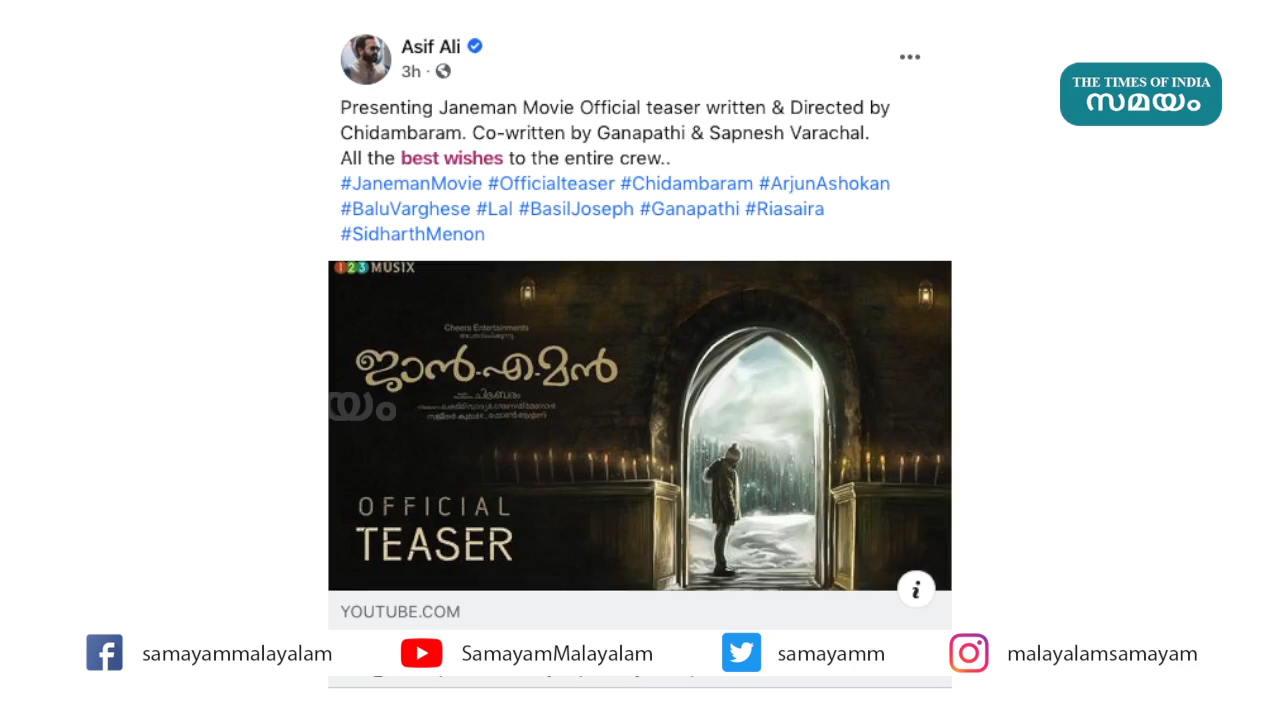 Asif Ali
3h ·
Presenting Janeman Movie Official teaser written & Directed by
Chidambaram. Co-written by Ganapathi & Sapnesh Varachal.
All the best wishes to the entire crew..
#JanemanMovie #Officialteaser #Chidambaram #ArjunAshokan
#BaluVarghese #Lal #BasilJoseph #Ganapathi #Riasaira
#SidharthMenon
THE TIMES OF INDIA
സമയം
123 MUSIX
Cheers Entertainments
ജാൻ.എ.മൻ
ചിദംബരം
യം
OFFICIAL
TEASER
YOUTUBE.COM
samayammalayalam
SamayamMalayalam
samayamm
malayalamsamayam